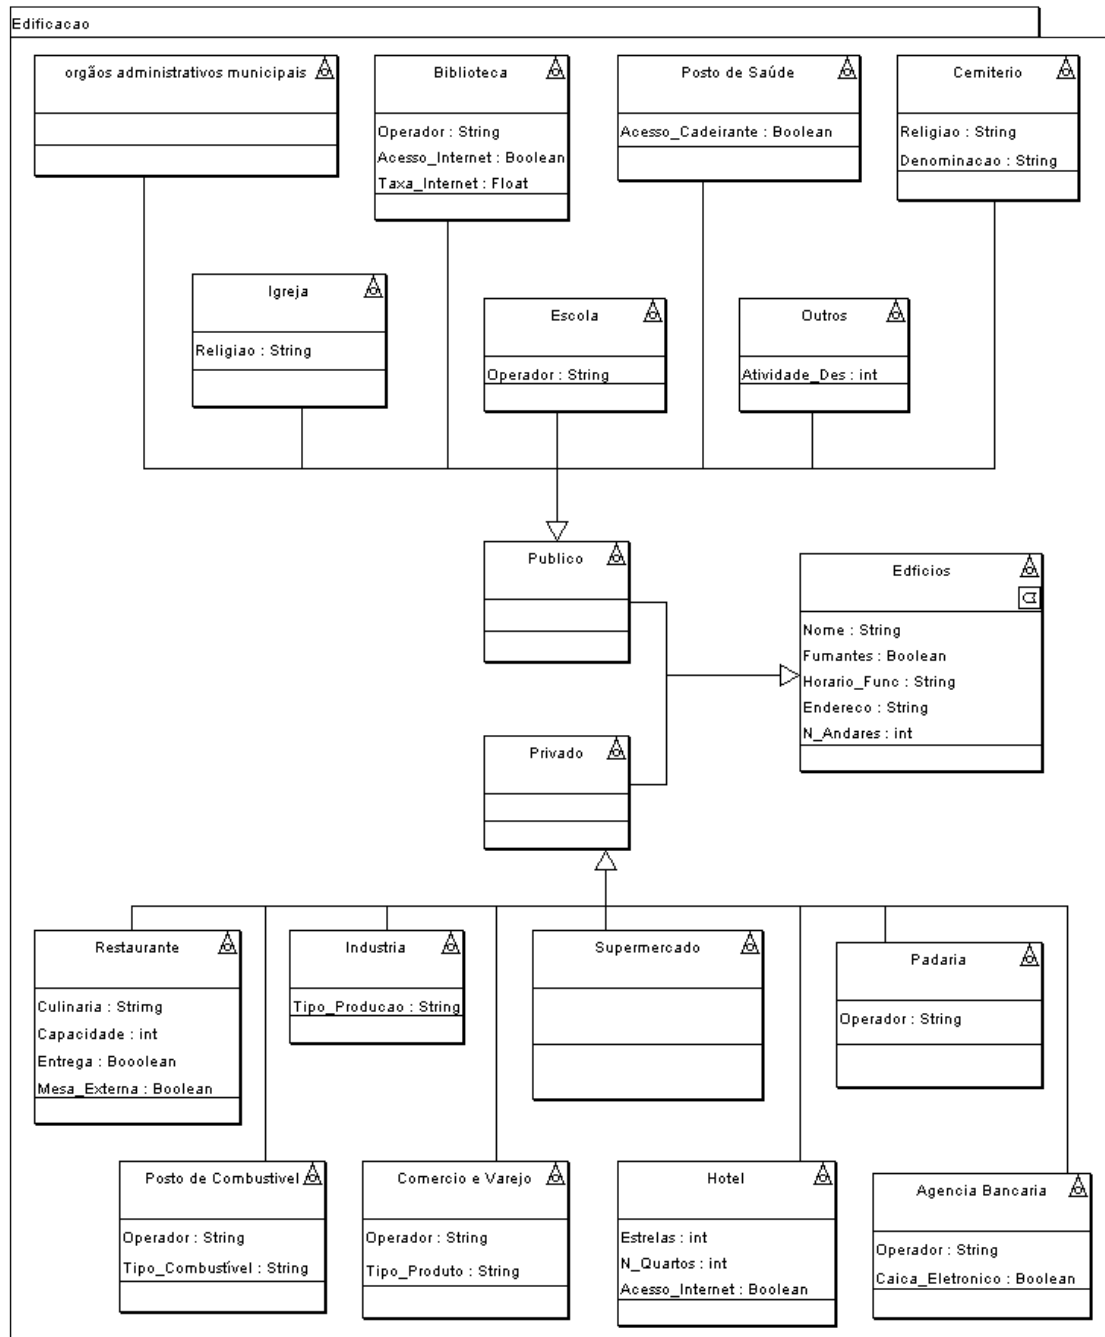 Edificacao
orgãos administrativos municipais
Biblioteca
Operador : String
Acesso_Internet : Boolean
Taxa_Internet : Float
Posto de Saúde
Acesso_Cadeirante : Boolean
Cemiterio
Religiao : String
Denominacao : String
Igreja
Religiao : String
Escola
Operador : String
Outros
Atividade_Des : int
Publico
Edficios
Nome : String
Fumantes : Boolean
Horario_Func : String
Endereco : String
N_Andares : int
Privado
Restaurante
Culinaria : Strimg
Capacidade : int
Entrega : Booolean
Mesa_Externa : Boolean
Industria
Tipo_Producao : String
Supermercado
Padaria
Operador : String
Posto de Combustivel
Operador : String
Tipo_Combustível : String
Comercio e Varejo
Operador : String
Tipo_Produto : String
Hotel
Estrelas : int
N_Quartos : int
Acesso_Internet : Boolean
Agencia Bancaria
Operador : String
Caica_Eletronico : Boolean